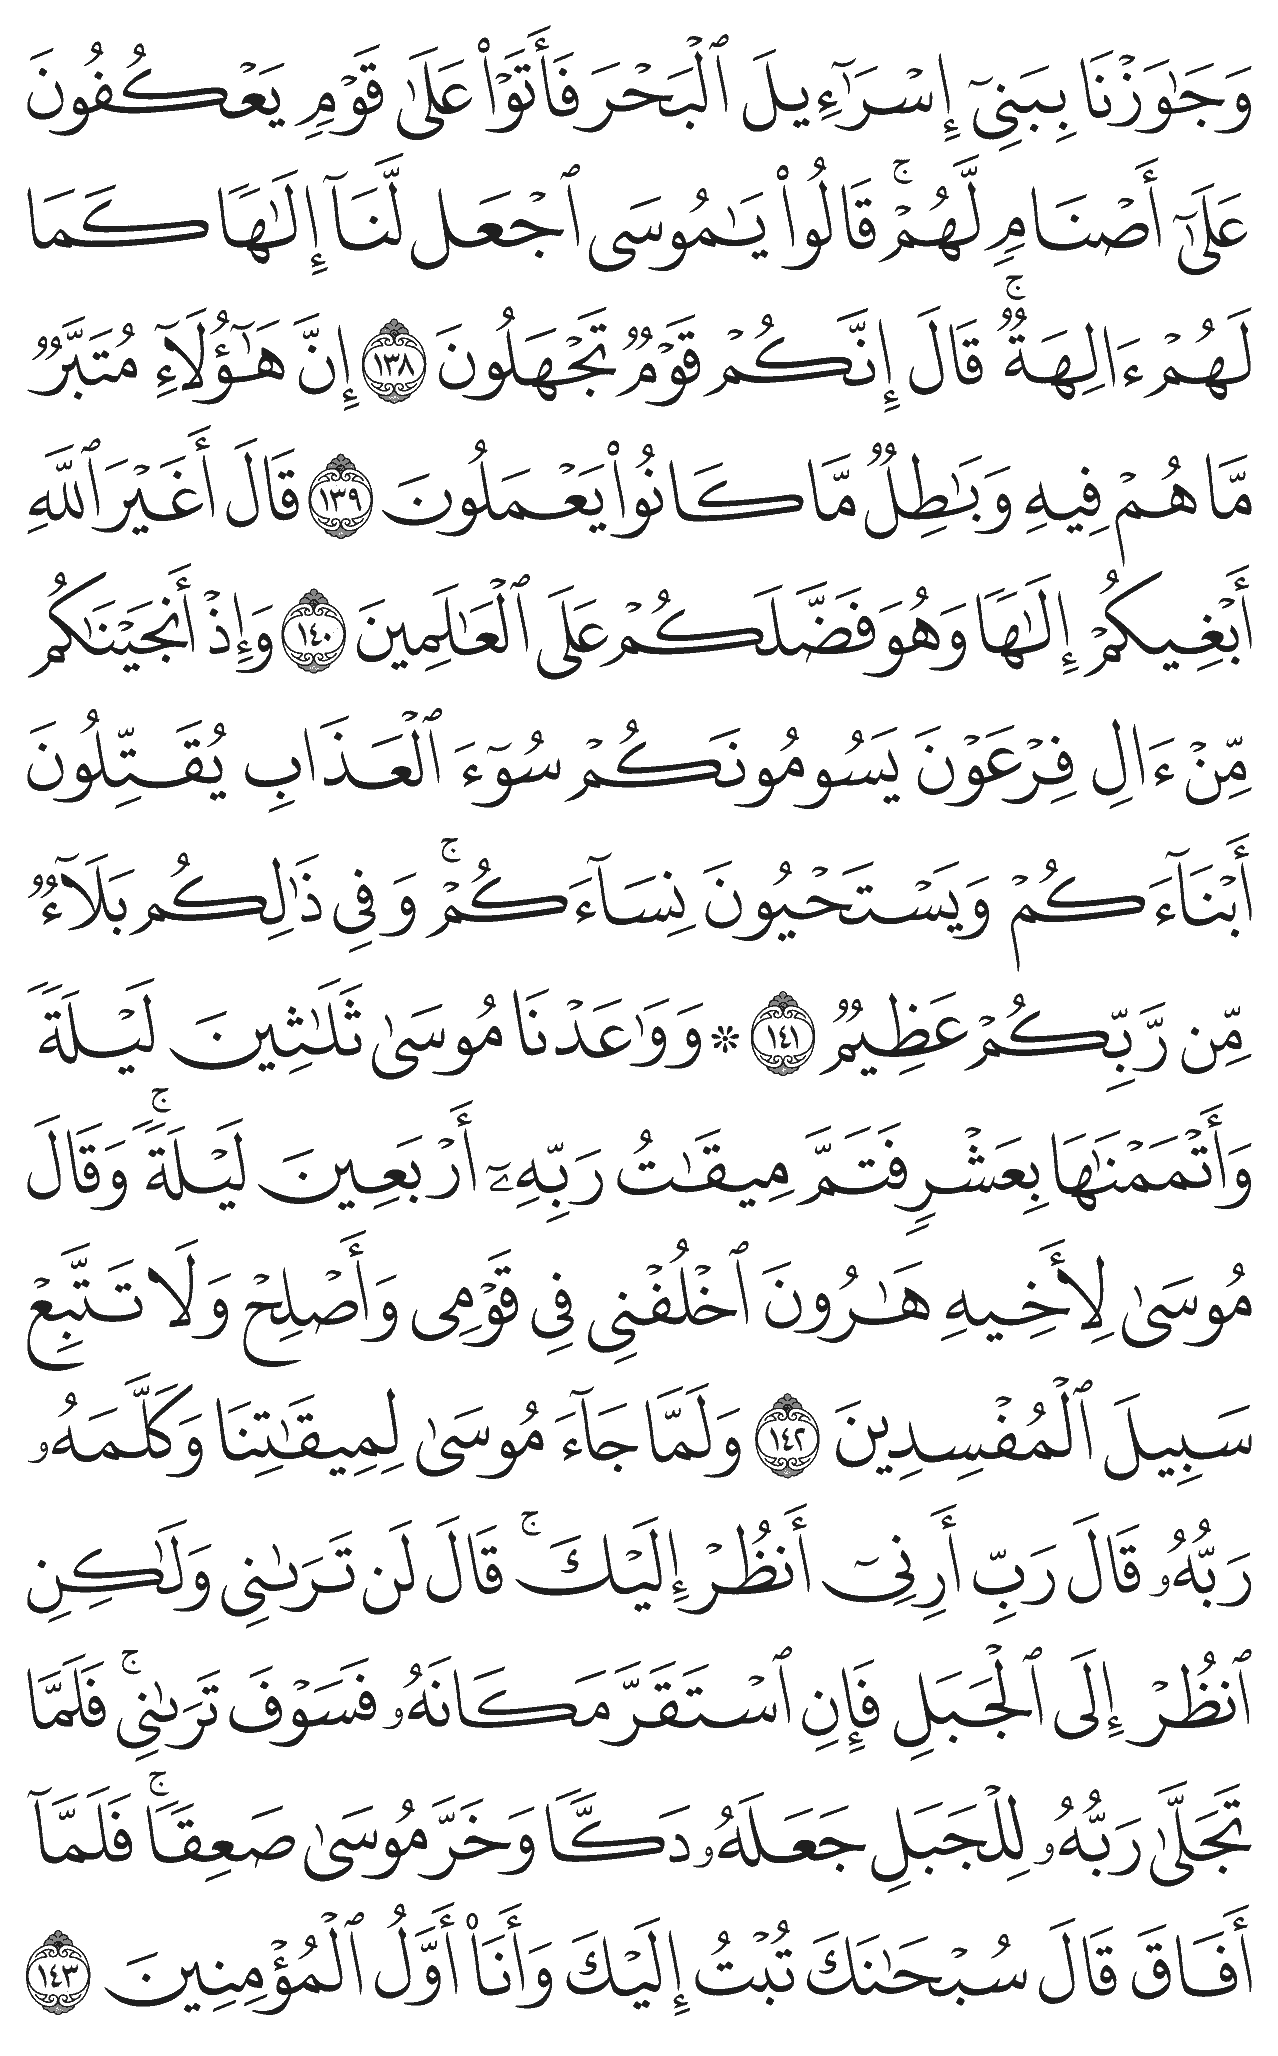 وَجَٰوَزْنَا بِبَنِىٓ إِسْرَٰٓءِيلَ ٱلْبَحْرَ فَأَتَوْا۟ عَلَىٰ قَوْمٍ يَعْكُفُونَ
عَلَىٰٓ أَصْنَامٍ لَّهُمْ ۚ قَالُوا۟ يَٰمُوسَى ٱجْعَل لَّنَآ إِلَٰهًا كَمَا
لَهُمْ ءَالِهَةٌ ۚ قَالَ إِنَّكُمْ قَوْمٌ تَجْهَلُونَ ١٣٨ إِنَّ هَٰٓؤُلَآءِ مُتَبَّرٌ
مَّا هُمْ فِيهِ وَبَٰطِلٌ مَّا كَانُوا۟ يَعْمَلُونَ ١٣٩ قَالَ أَغَيْرَ ٱللَّهِ
أَبْغِيكُمْ إِلَٰهًا وَهُوَ فَضَّلَكُمْ عَلَى ٱلْعَٰلَمِينَ ١٤٠ وَإِذْ أَنجَيْنَٰكُم
مِّنْ ءَالِ فِرْعَوْنَ يَسُومُونَكُمْ سُوٓءَ ٱلْعَذَابِ يُقَتِّلُونَ
أَبْنَآءَكُمْ وَيَسْتَحْيُونَ نِسَآءَكُمْ ۚ وَفِى ذَٰلِكُم بَلَآءٌ
مِّن رَّبِّكُمْ عَظِيمٌ ١٤١ ۞ وَوَٰعَدْنَا مُوسَىٰ ثَلَٰثِينَ لَيْلَةً
وَأَتْمَمْنَٰهَا بِعَشْرٍ فَتَمَّ مِيقَٰتُ رَبِّهِۦٓ أَرْبَعِينَ لَيْلَةً ۚ وَقَالَ
مُوسَىٰ لِأَخِيهِ هَٰرُونَ ٱخْلُفْنِى فِى قَوْمِى وَأَصْلِحْ وَلَا تَتَّبِعْ
سَبِيلَ ٱلْمُفْسِدِينَ ١٤٢ وَلَمَّا جَآءَ مُوسَىٰ لِمِيقَٰتِنَا وَكَلَّمَهُۥ
رَبُّهُۥ قَالَ رَبِّ أَرِنِىٓ أَنظُرْ إِلَيْكَ ۚ قَالَ لَن تَرَىٰنِى وَلَٰكِنِ
ٱنظُرْ إِلَى ٱلْجَبَلِ فَإِنِ ٱسْتَقَرَّ مَكَانَهُۥ فَسَوْفَ تَرَىٰنِى ۚ فَلَمَّا
تَجَلَّىٰ رَبُّهُۥ لِلْجَبَلِ جَعَلَهُۥ دَكًّا وَخَرَّ مُوسَىٰ صَعِقًا ۚ فَلَمَّآ
أَفَاقَ قَالَ سُبْحَٰنَكَ تُبْتُ إِلَيْكَ وَأَنَا۠ أَوَّلُ ٱلْمُؤْمِنِينَ ١٤٣